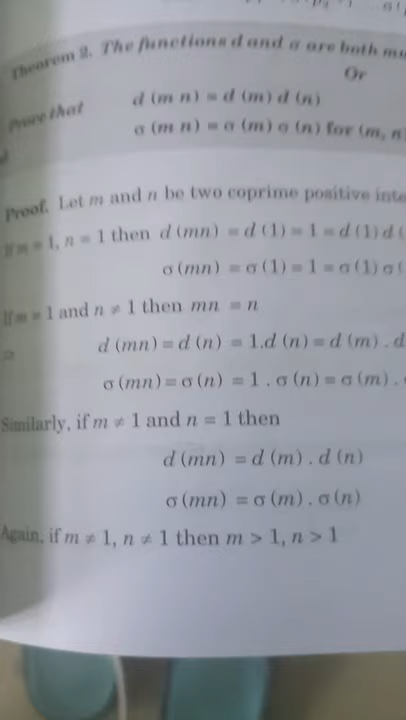 Theorem 2. The functions d and σ are both mu
Or
Prove that d (m n) = d (m) d (n)
σ (m n) = σ (m) σ (n) for (m, n
Proof. Let m and n be two coprime positive inte
If m = 1, n = 1 then d (mn) = d (1) = 1 = d (1) d (
σ (mn) = σ (1) = 1 = σ (1) σ (
If m = 1 and n ≠ 1 then mn = n
⇒ d (mn) = d (n) = 1.d (n) = d (m) . d
σ (mn) = σ (n) = 1 . σ (n) = σ (m) .
Similarly, if m ≠ 1 and n = 1 then
d (mn) = d (m) . d (n)
σ (mn) = σ (m) . σ (n)
Again, if m ≠ 1, n ≠ 1 then m > 1, n > 1